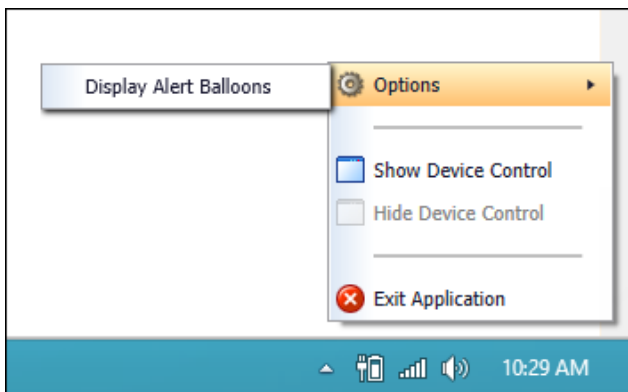 Display Alert Balloons
Options
Show Device Control
Hide Device Control
Exit Application
10:29 AM